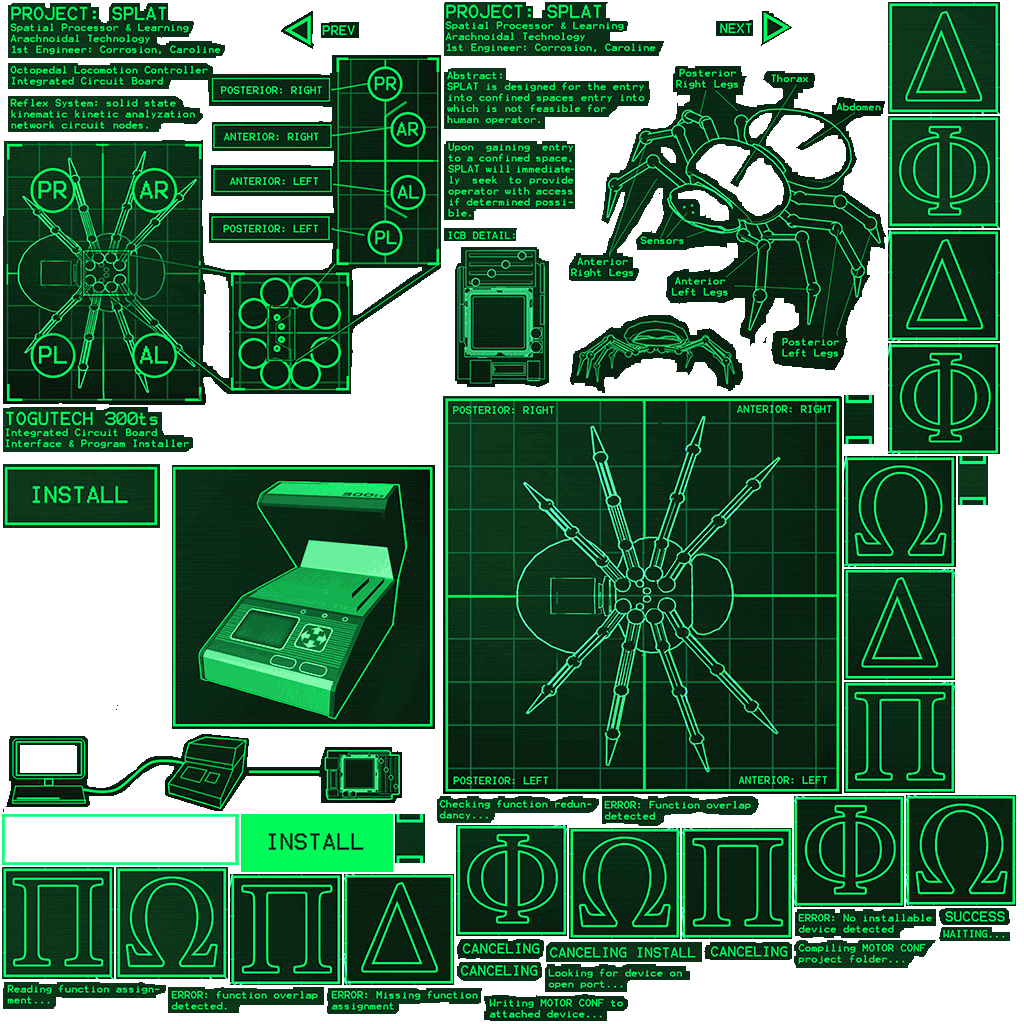 PROJECT: SPLAT
Spatial Processor & Learning
Arachnoidal Technology
1st Engineer: Corrosion, Caroline
Octopedal Locomotion Controller
Integrated Circuit Board
Reflex System: solid state
kinematic kinetic analyzation
network circuit nodes.
PREV
POSTERIOR: RIGHT
ANTERIOR: RIGHT
ANTERIOR: LEFT
POSTERIOR: LEFT
PR
AR
AL
PL
PR
AR
PL
AL
PROJECT: SPLAT
Spatial Processor & Learning
Arachnoidal Technology
1st Engineer: Corrosion, Caroline
NEXT
Abstract:
SPLAT is designed for the entry
into confined spaces entry into
which is not feasible for
human operator.
Upon gaining entry
to a confined space,
SPLAT will immediate-
ly seek to provide
operator with access
if determined possi-
ble.
ICB DETAIL:
Posterior
Right Legs
Thorax
Abdomen
Sensors
Anterior
Right Legs
Anterior
Left Legs
Posterior
Left Legs
Δ
Φ
Δ
Φ
TOGUTECH 300ts
Integrated Circuit Board
Interface & Program Installer
INSTALL
300ts
POSTERIOR: RIGHT
ANTERIOR: RIGHT
POSTERIOR: LEFT
ANTERIOR: LEFT
Ω
Δ
Π
INSTALL
Checking function redun-
dancy...
ERROR: Function overlap
detected
Π
Ω
Π
Δ
Φ
Ω
Π
Φ
Ω
CANCELING
CANCELING
CANCELING INSTALL
CANCELING
Looking for device on
open port...
ERROR: No installable
device detected
SUCCESS
WAITING...
Compiling MOTOR CONF
project folder...
Reading function assign-
ment...
ERROR: function overlap
detected.
ERROR: Missing function
assignment
Writing MOTOR CONF to
attached device...